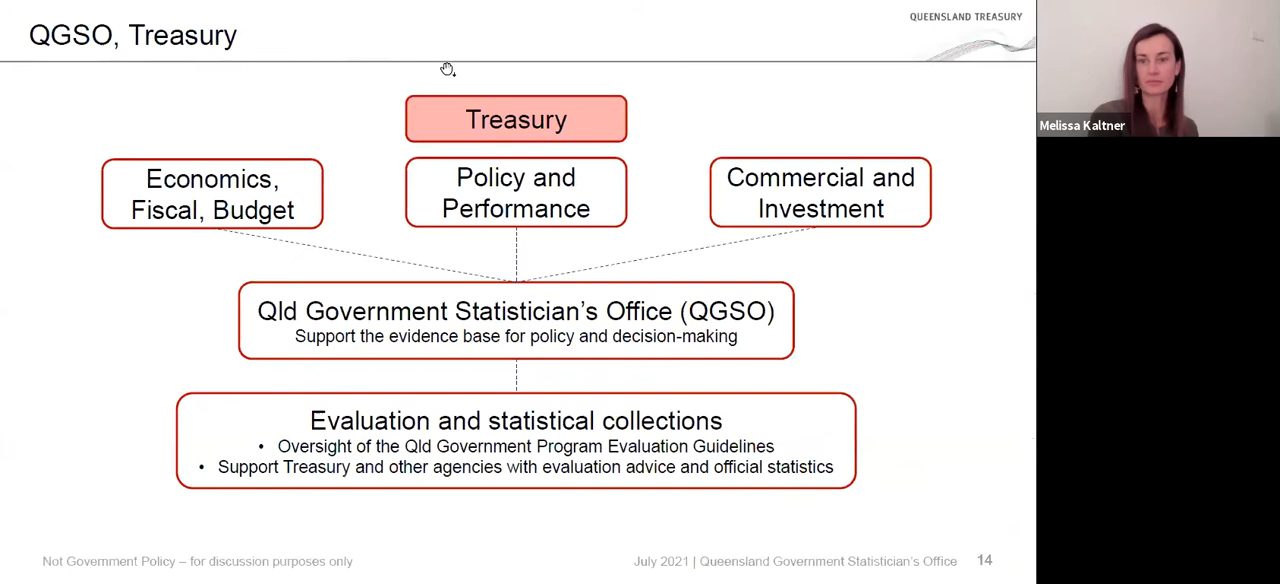 QGSO, Treasury
QUEENSLAND TREASURY
Melissa Kaltner
Treasury
Economics,
Fiscal, Budget
Policy and
Performance
Commercial and
Investment
Qld Government Statistician’s Office (QGSO)
Support the evidence base for policy and decision-making
Evaluation and statistical collections
• Oversight of the Qld Government Program Evaluation Guidelines
• Support Treasury and other agencies with evaluation advice and official statistics
Not Government Policy – for discussion purposes only
July 2021 | Queensland Government Statistician’s Office 14